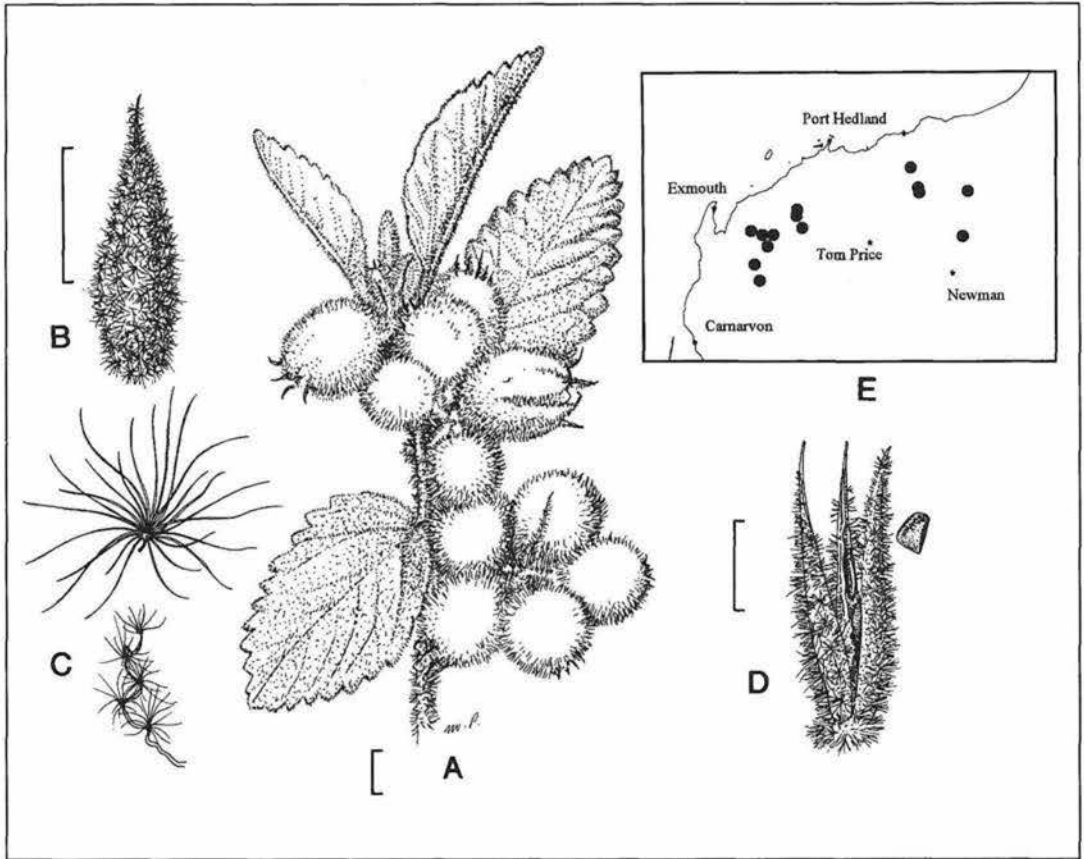 B
C
A
m. P.
Port Hedland
Exmouth
Tom Price
Newman
Carnarvon
E
D